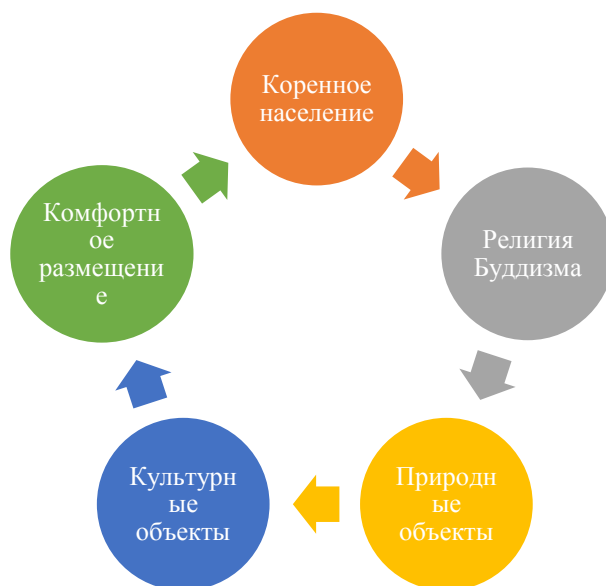 Коренное
население
Религия
Буддизма
Природн
ые
объекты
Культурн
ые
объекты
Комфортн
ое
размещени
е